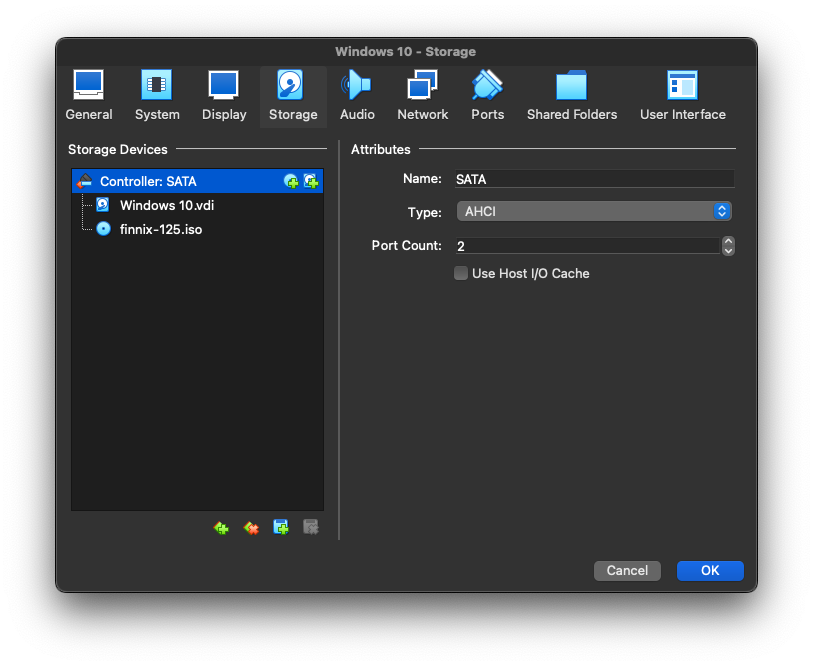 Windows 10 - Storage
General System Display Storage Audio Network Ports Shared Folders User Interface
Storage Devices
Controller: SATA
Windows 10.vdi
finnix-125.iso
Attributes
Name: SATA
Type: AHCI
Port Count: 2
Use Host I/O Cache
Cancel OK